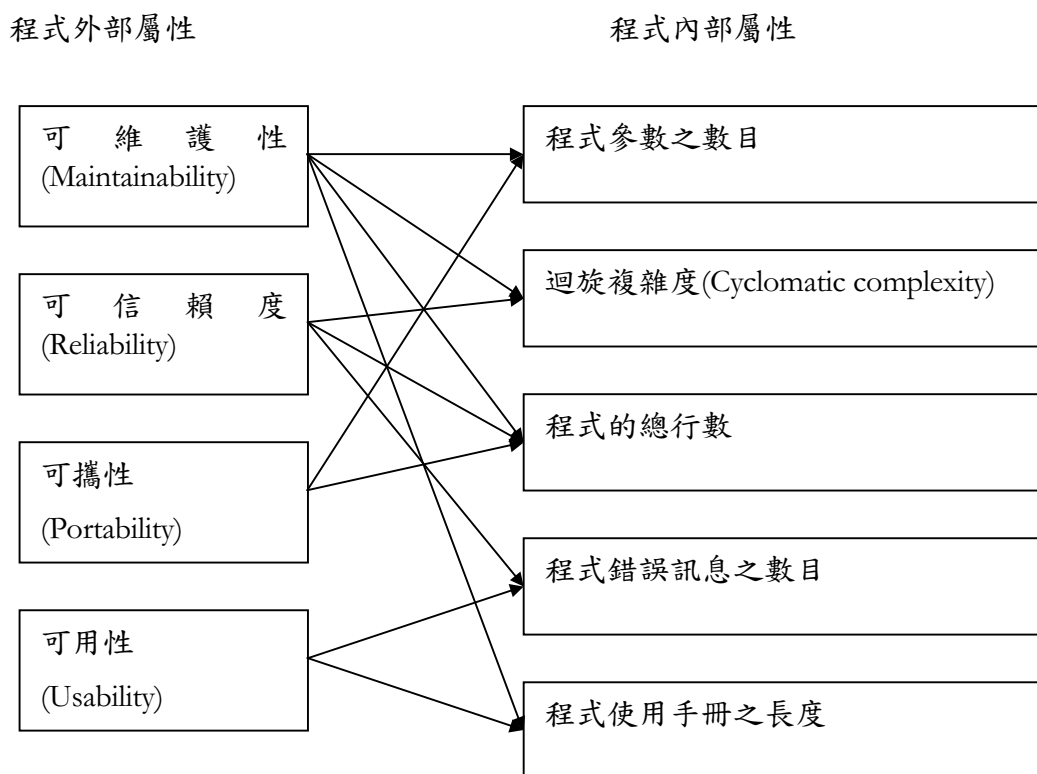 程式外部屬性
程式內部屬性
可維護性
(Maintainability)
可信賴度
(Reliability)
可攜性
(Portability)
可用性
(Usability)
程式參數之數目
迴旋複雜度(Cyclomatic complexity)
程式的總行數
程式錯誤訊息之數目
程式使用手冊之長度